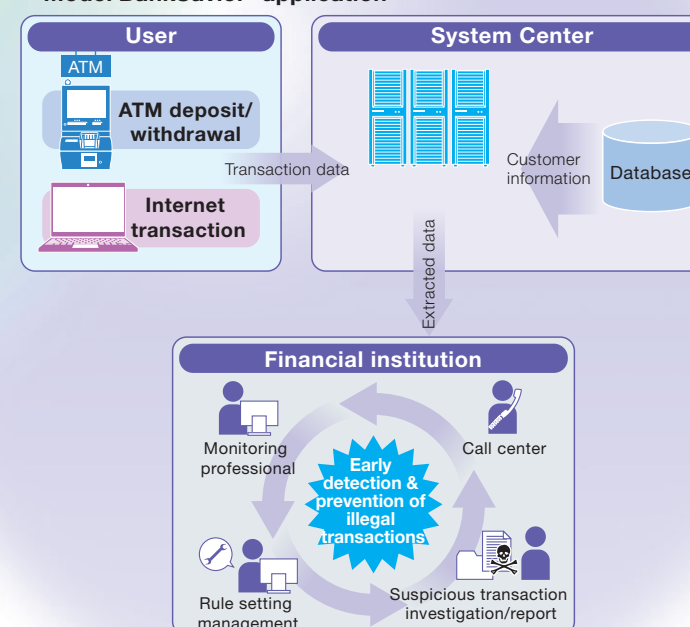 User
ATM
ATM deposit/
withdrawal
Internet
transaction
Transaction data
System Center
Customer
information
Database
Extracted data
Financial institution
Monitoring
professional
Call center
Early
detection &
prevention of
illegal
transactions
Rule setting
management
Suspicious transaction
investigation/report